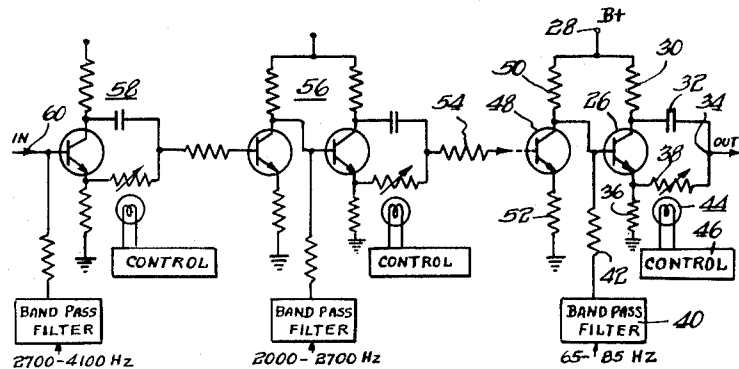 B+
28
50
30
58
56
48
26
32
34
54
IN
60
OUT
38
52
36
44
46
CONTROL
CONTROL
CONTROL
42
BAND PASS
FILTER
BAND PASS
FILTER
BAND PASS
FILTER
40
2700-4100 Hz
2000-2700 Hz
65-85 Hz